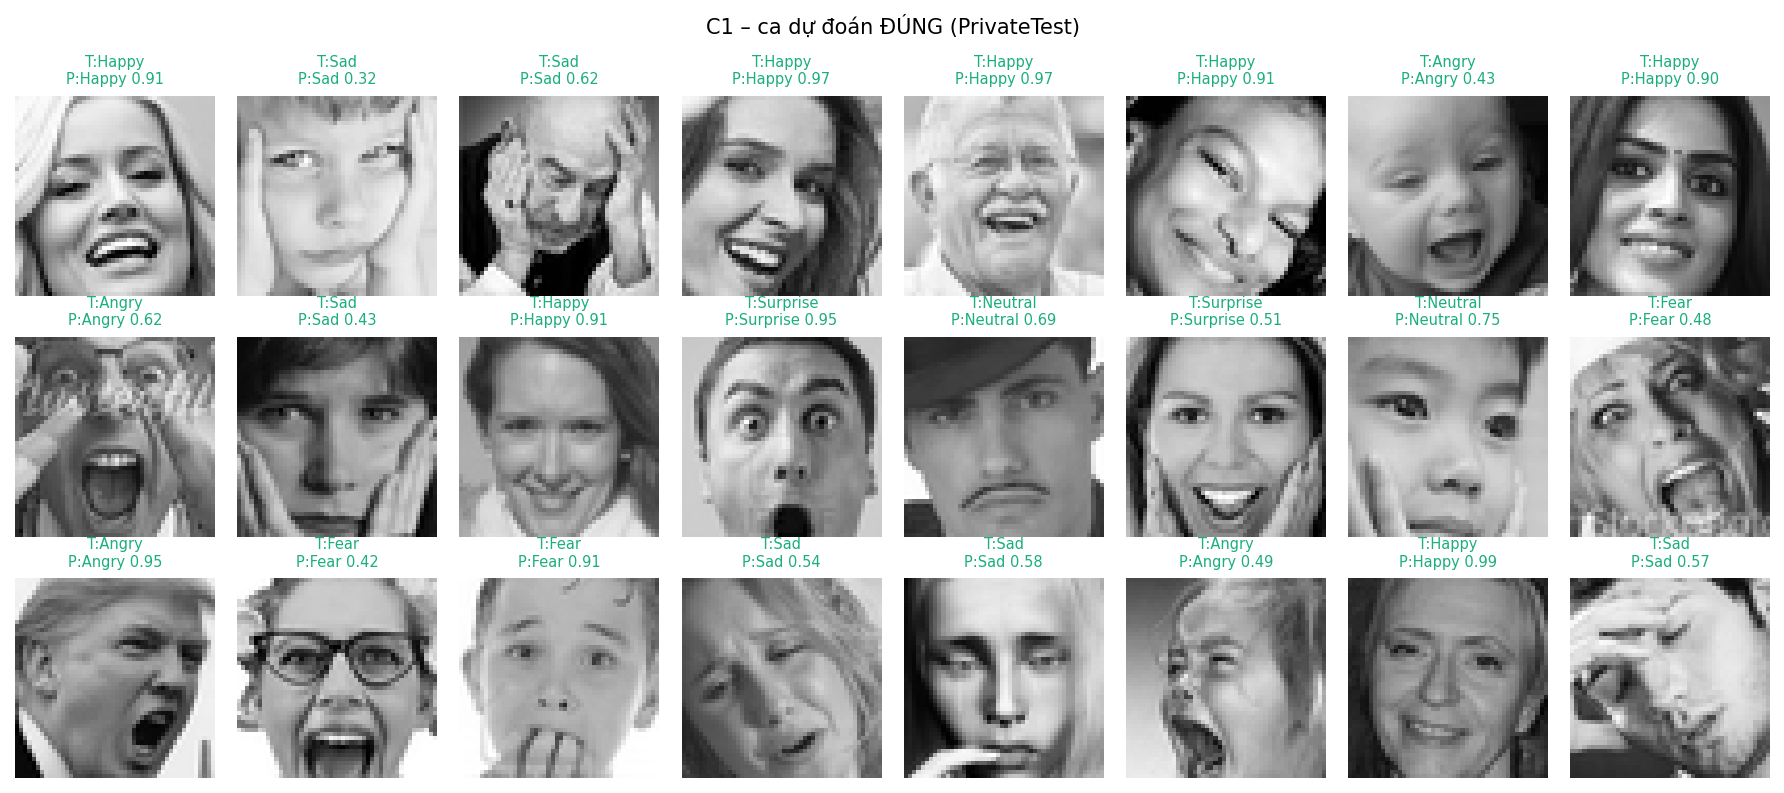 C1 – ca dự đoán ĐÚNG (PrivateTest)
T:Happy
P:Happy 0.91
T:Sad
P:Sad 0.32
T:Sad
P:Sad 0.62
T:Happy
P:Happy 0.97
T:Happy
P:Happy 0.97
T:Happy
P:Happy 0.91
T:Angry
P:Angry 0.43
T:Happy
P:Happy 0.90
T:Angry
P:Angry 0.62
T:Sad
P:Sad 0.43
T:Happy
P:Happy 0.91
T:Surprise
P:Surprise 0.95
T:Neutral
P:Neutral 0.69
T:Surprise
P:Surprise 0.51
T:Neutral
P:Neutral 0.75
T:Fear
P:Fear 0.48
T:Angry
P:Angry 0.95
T:Fear
P:Fear 0.42
T:Fear
P:Fear 0.91
T:Sad
P:Sad 0.54
T:Sad
P:Sad 0.58
T:Angry
P:Angry 0.49
T:Happy
P:Happy 0.99
T:Sad
P:Sad 0.57